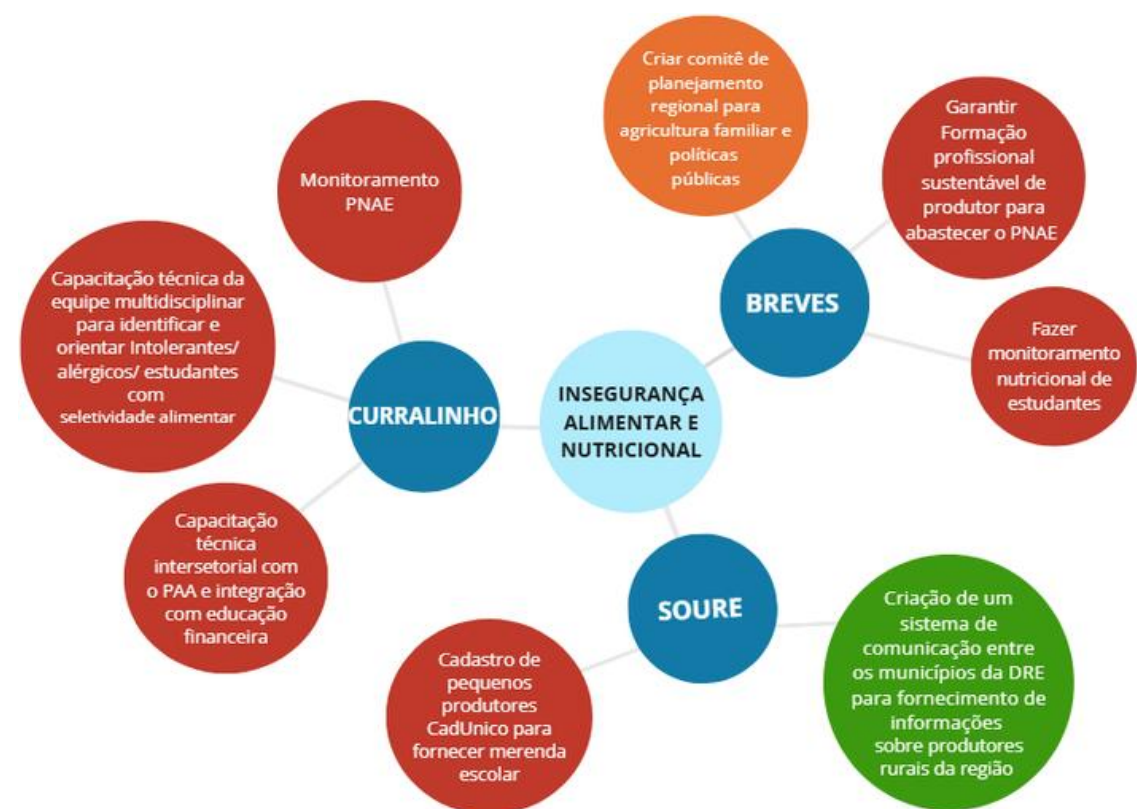 INSEGURANÇA
ALIMENTAR E
NUTRICIONAL
BREVES
Criar comitê de
planejamento
regional para
agricultura familiar e
políticas
públicas
Garantir
Formação
profissional
sustentável de
produtor para
abastecer o PNAE
Fazer
monitoramento
nutricional de
estudantes
CURRALINHO
Monitoramento
PNAE
Capacitação técnica da
equipe multidisciplinar
para identificar e
orientar Intolerantes/
alérgicos/ estudantes
com
seletividade alimentar
Capacitação
técnica
intersetorial com
o PAA e integração
com educação
financeira
SOURE
Cadastro de
pequenos
produtores
CadUnico para
fornecer merenda
escolar
Criação de um
sistema de
comunicação entre
os municípios da DRE
para fornecimento de
informações
sobre produtores
rurais da região